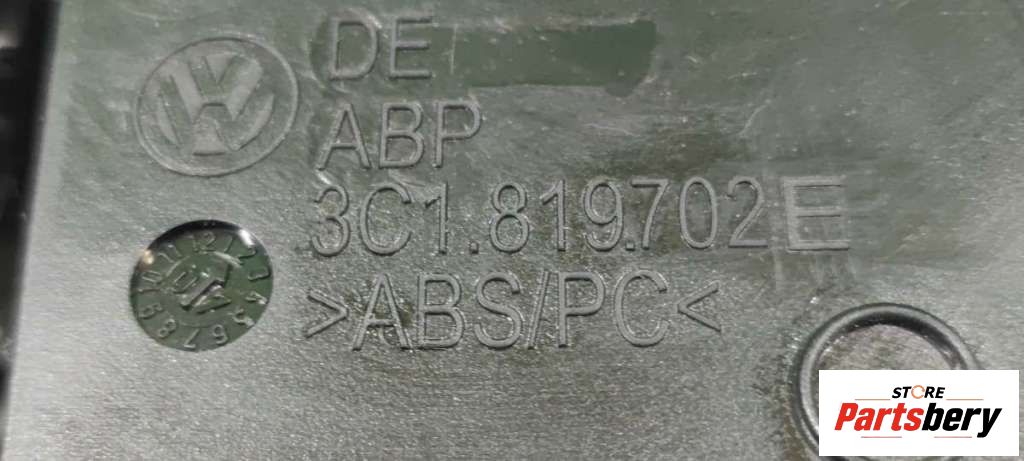 DE
ABP
3C1.819.702E
>ABS/PC<
STORE
Partsbery